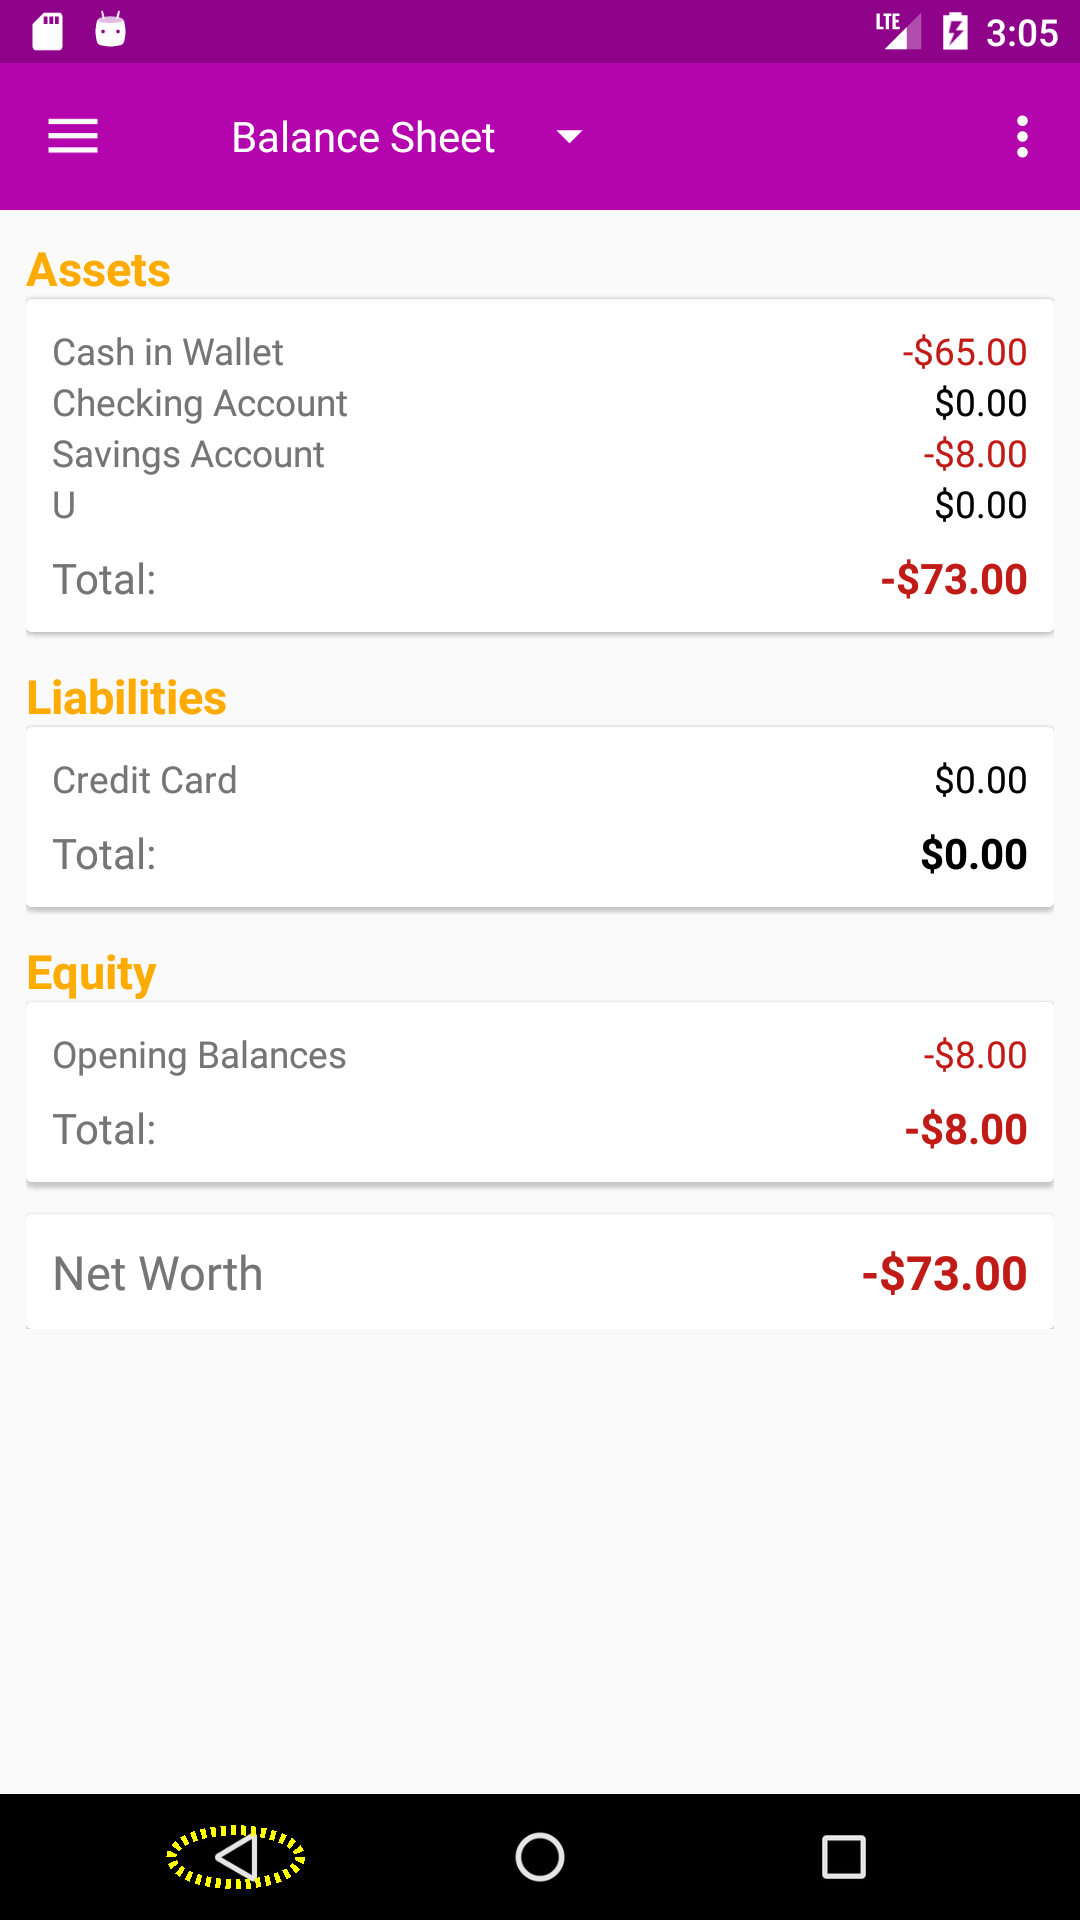 LTE 3:05
Balance Sheet
Assets
Cash in Wallet -$65.00
Checking Account $0.00
Savings Account -$8.00
U $0.00
Total: -$73.00
Liabilities
Credit Card $0.00
Total: $0.00
Equity
Opening Balances -$8.00
Total: -$8.00
Net Worth -$73.00